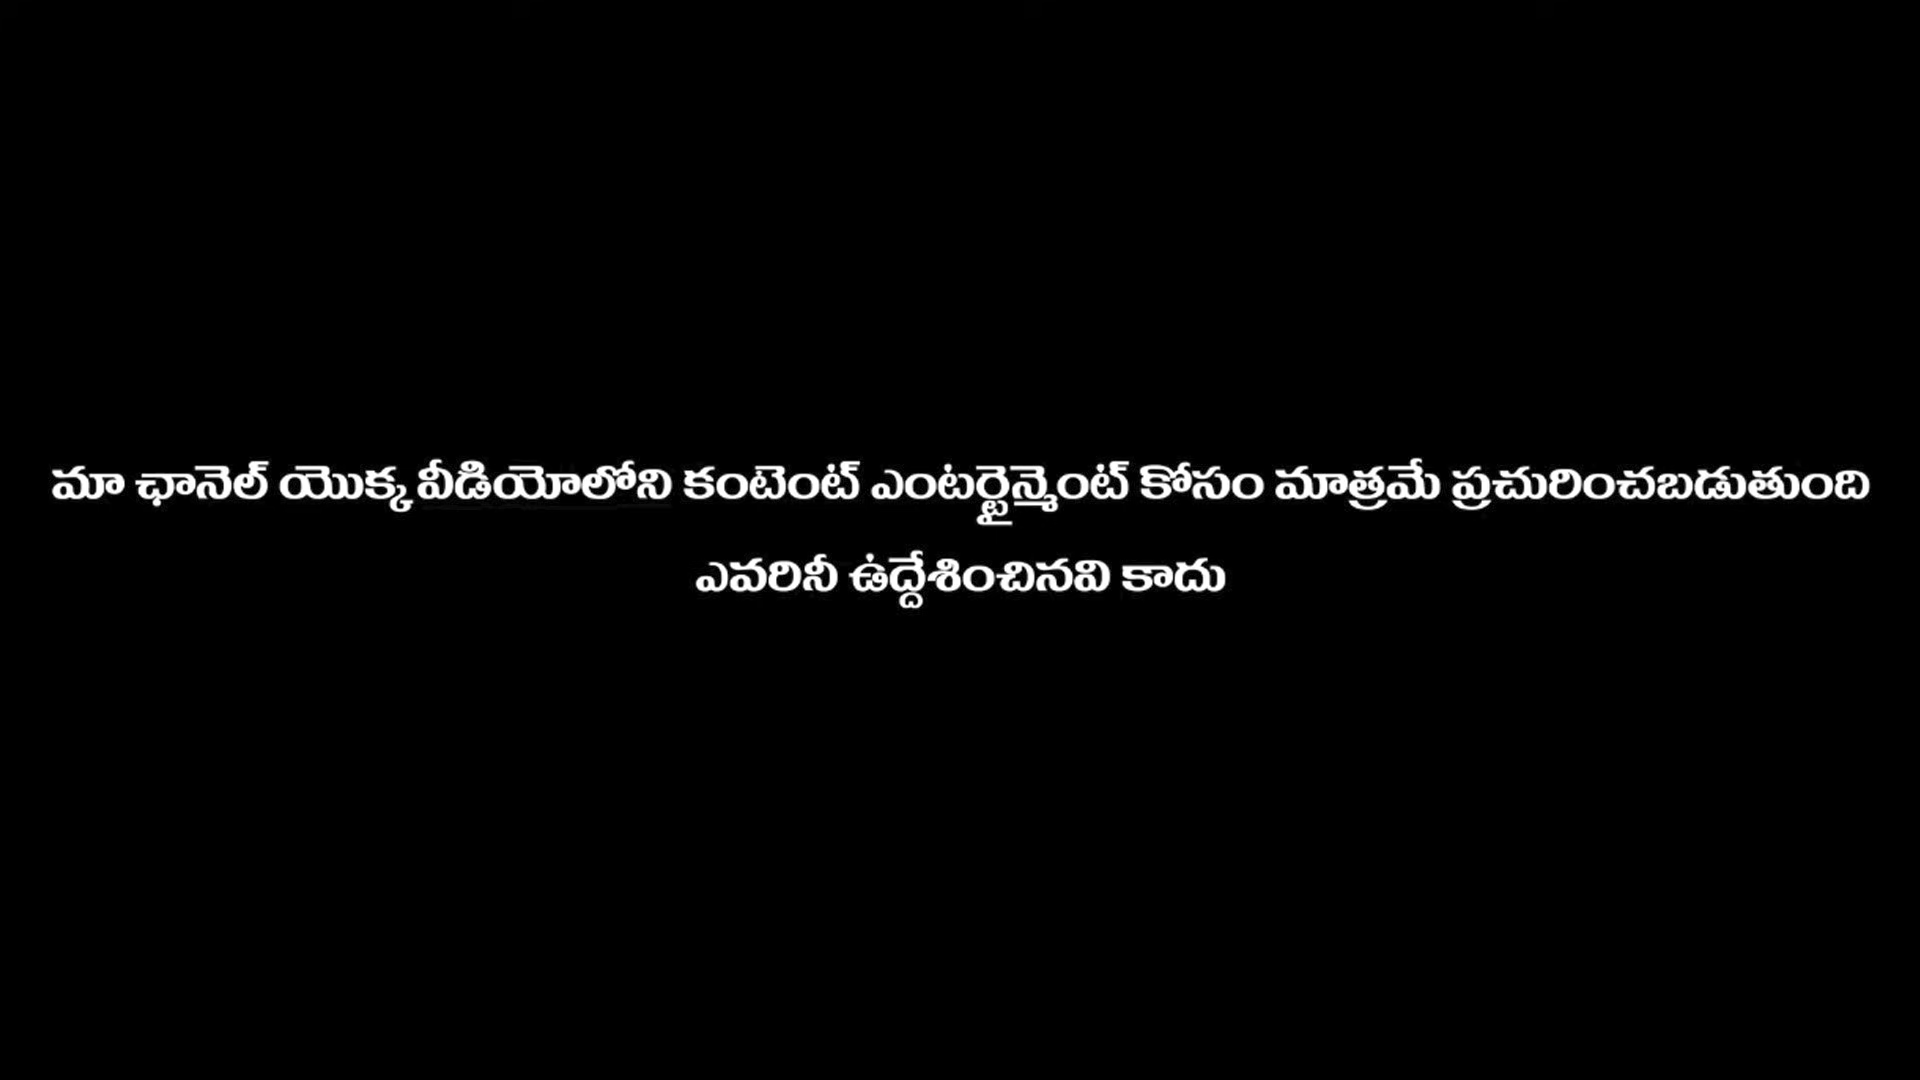 మా ఛానెల్ యొక్క వీడియోలోని కంటెంట్ ఎంటర్టైన్మెంట్ కోసం మాత్రమే ప్రచురించబడుతుంది
ఎవరినీ ఉద్దేశించినవి కాదు